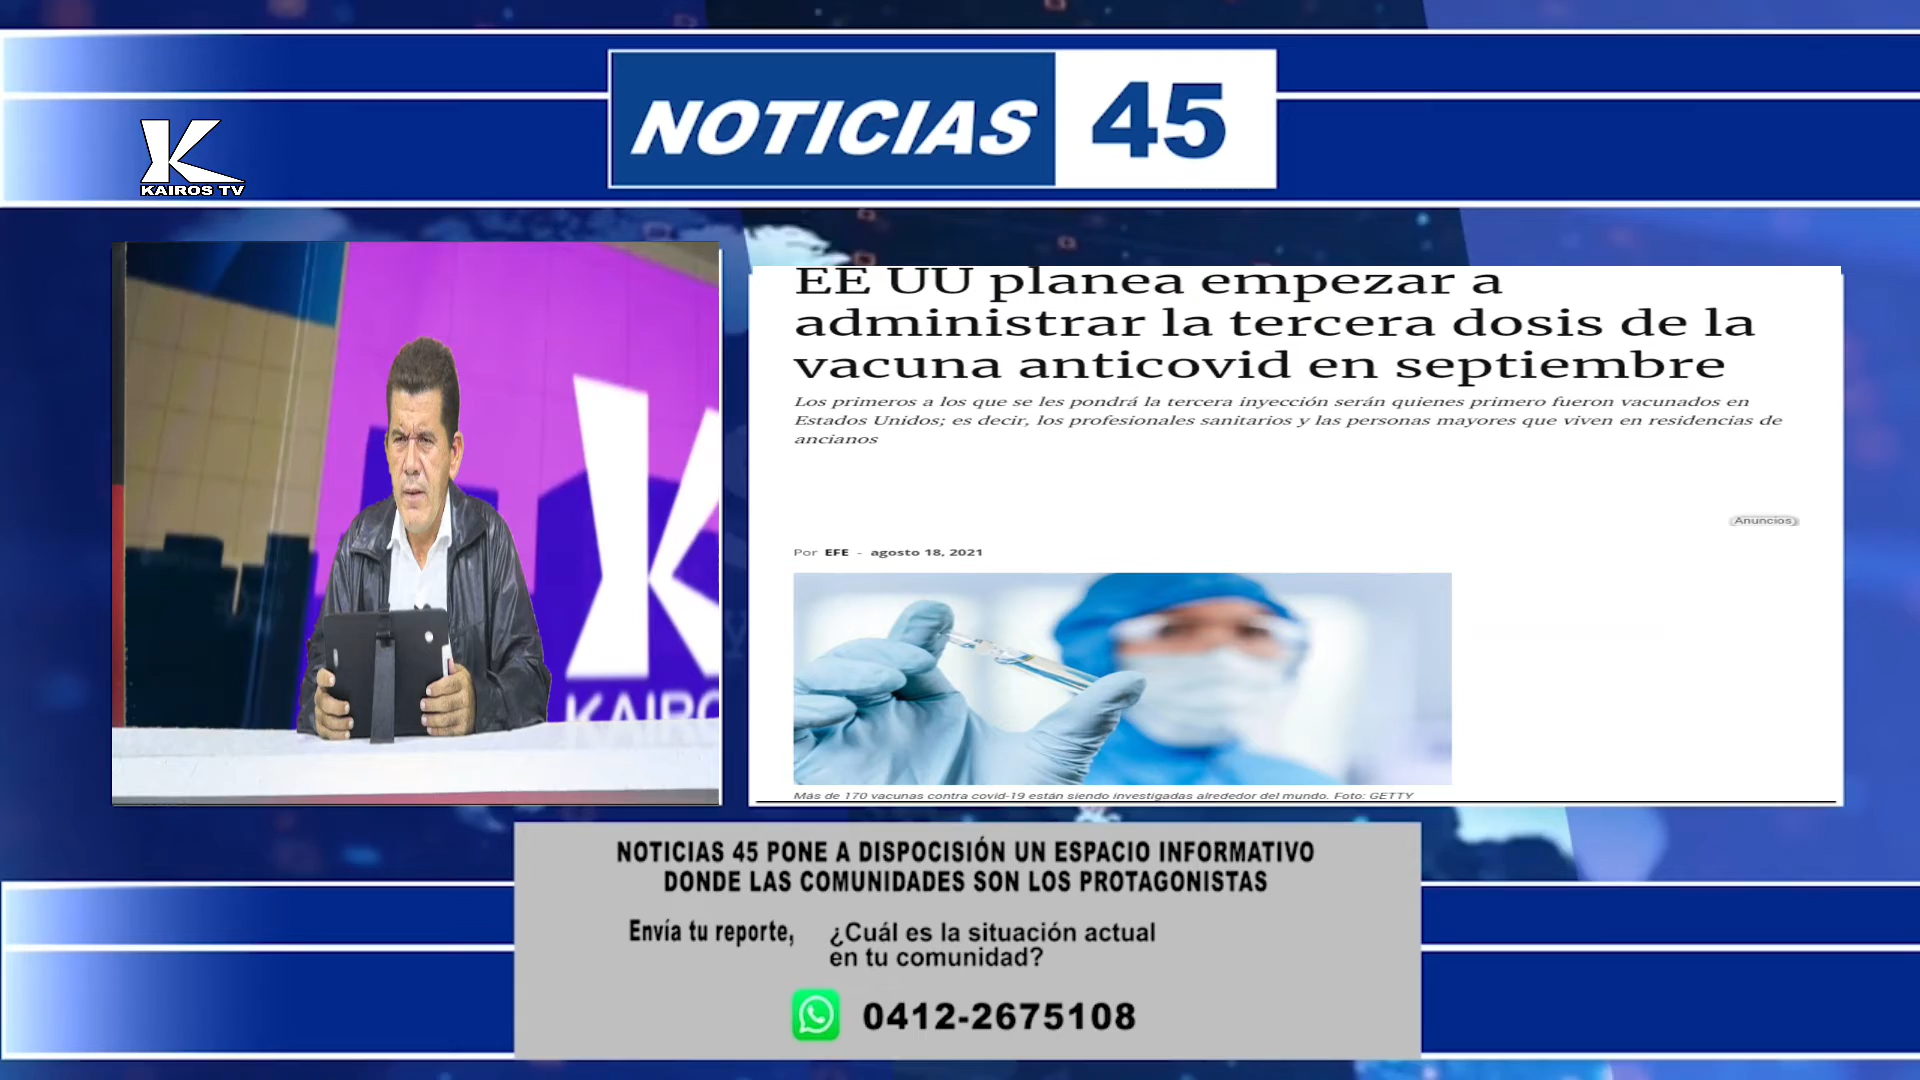 NOTICIAS 45
K
KAIROS TV
EE UU planea empezar a
administrar la tercera dosis de la
vacuna anticovid en septiembre
Los primeros a los que se les pondrá la tercera inyección serán quienes primero fueron vacunados en
Estados Unidos; es decir, los profesionales sanitarios y las personas mayores que viven en residencias de
ancianos
Anuncios
Por EFE - agosto 18, 2021
Más de 170 vacunas contra covid-19 están siendo investigadas alrededor del mundo. Foto: GETTY
K
KAIRO
NOTICIAS 45 PONE A DISPOCISIÓN UN ESPACIO INFORMATIVO
DONDE LAS COMUNIDADES SON LOS PROTAGONISTAS
Envía tu reporte, ¿Cuál es la situación actual
en tu comunidad?
0412-2675108